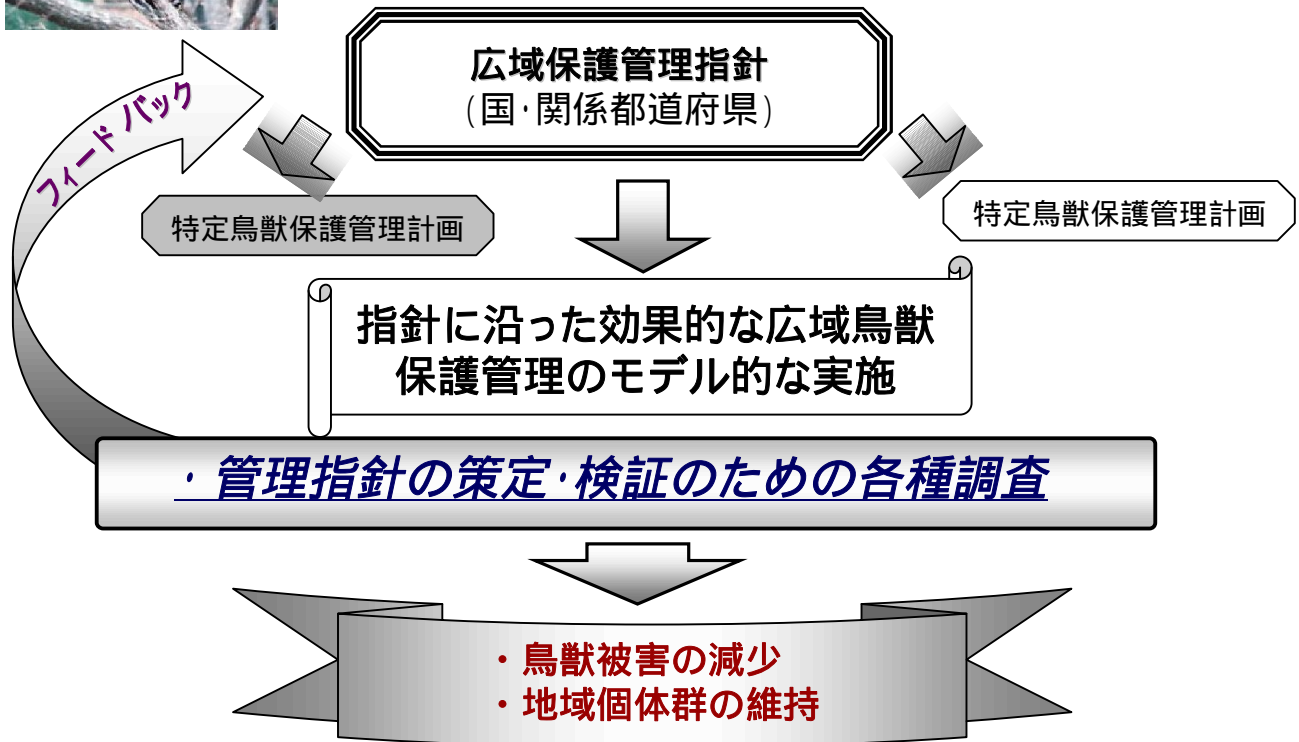 広域保護管理指針
(国・関係都道府県)
フィードバック
特定鳥獣保護管理計画
特定鳥獣保護管理計画
指針に沿った効果的な広域鳥獣
保護管理のモデル的な実施
・管理指針の策定・検証のための各種調査
・鳥獣被害の減少
・地域個体群の維持